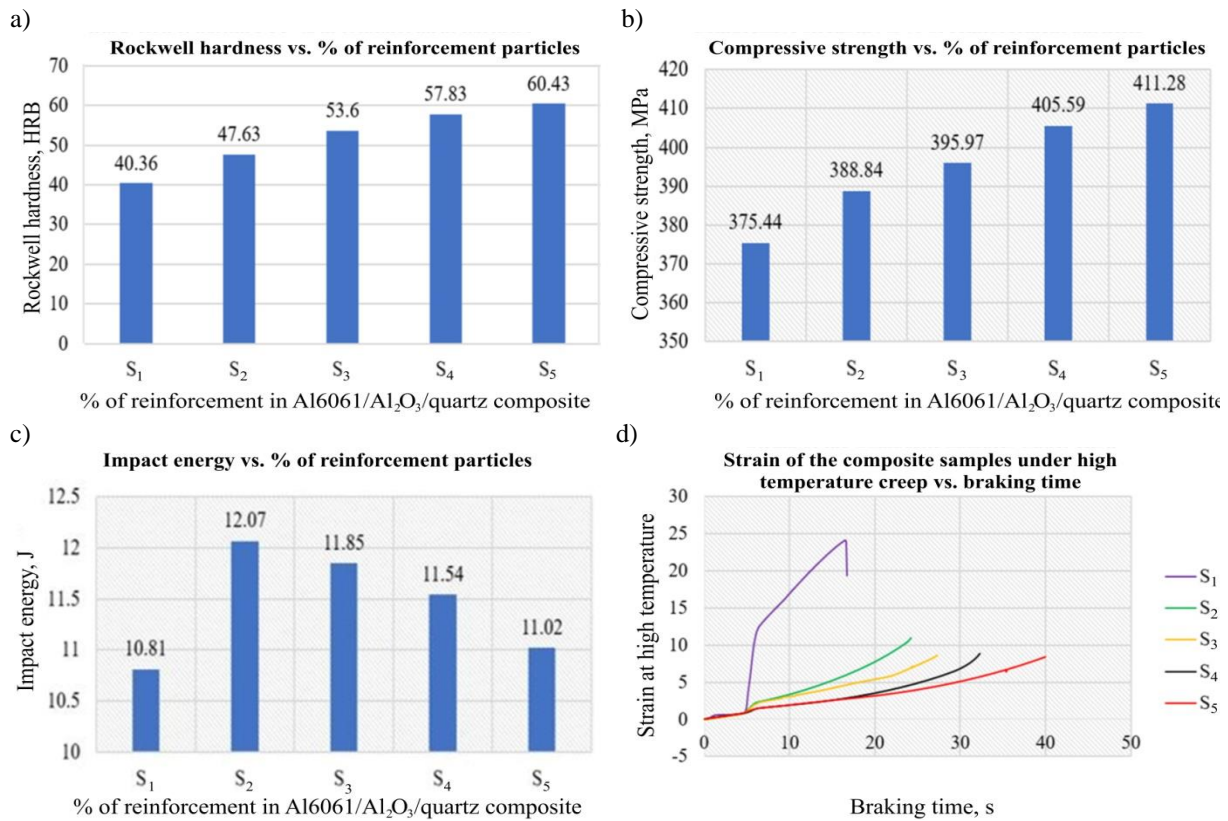 a)
Rockwell hardness vs. % of reinforcement particles
Rockwell hardness, HRB
70
60
50
40
30
20
10
0
40.36
47.63
53.6
57.83
60.43
S₁ S₂ S₃ S₄ S₅
% of reinforcement in Al6061/Al₂O₃/quartz composite
b)
Compressive strength vs. % of reinforcement particles
Compressive strength, MPa
420
410
400
390
380
370
360
350
375.44
388.84
395.97
405.59
411.28
S₁ S₂ S₃ S₄ S₅
% of reinforcement in Al6061/Al₂O₃/quartz composite
c)
Impact energy vs. % of reinforcement particles
Impact energy, J
12.5
12
11.5
11
10.5
10
10.81
12.07
11.85
11.54
11.02
S₁ S₂ S₃ S₄ S₅
% of reinforcement in Al6061/Al₂O₃/quartz composite
d)
Strain of the composite samples under high
temperature creep vs. braking time
Strain at high temperature
30
25
20
15
10
5
0
-5
0 10 20 30 40 50
Braking time, s
S₁
S₂
S₃
S₄
S₅